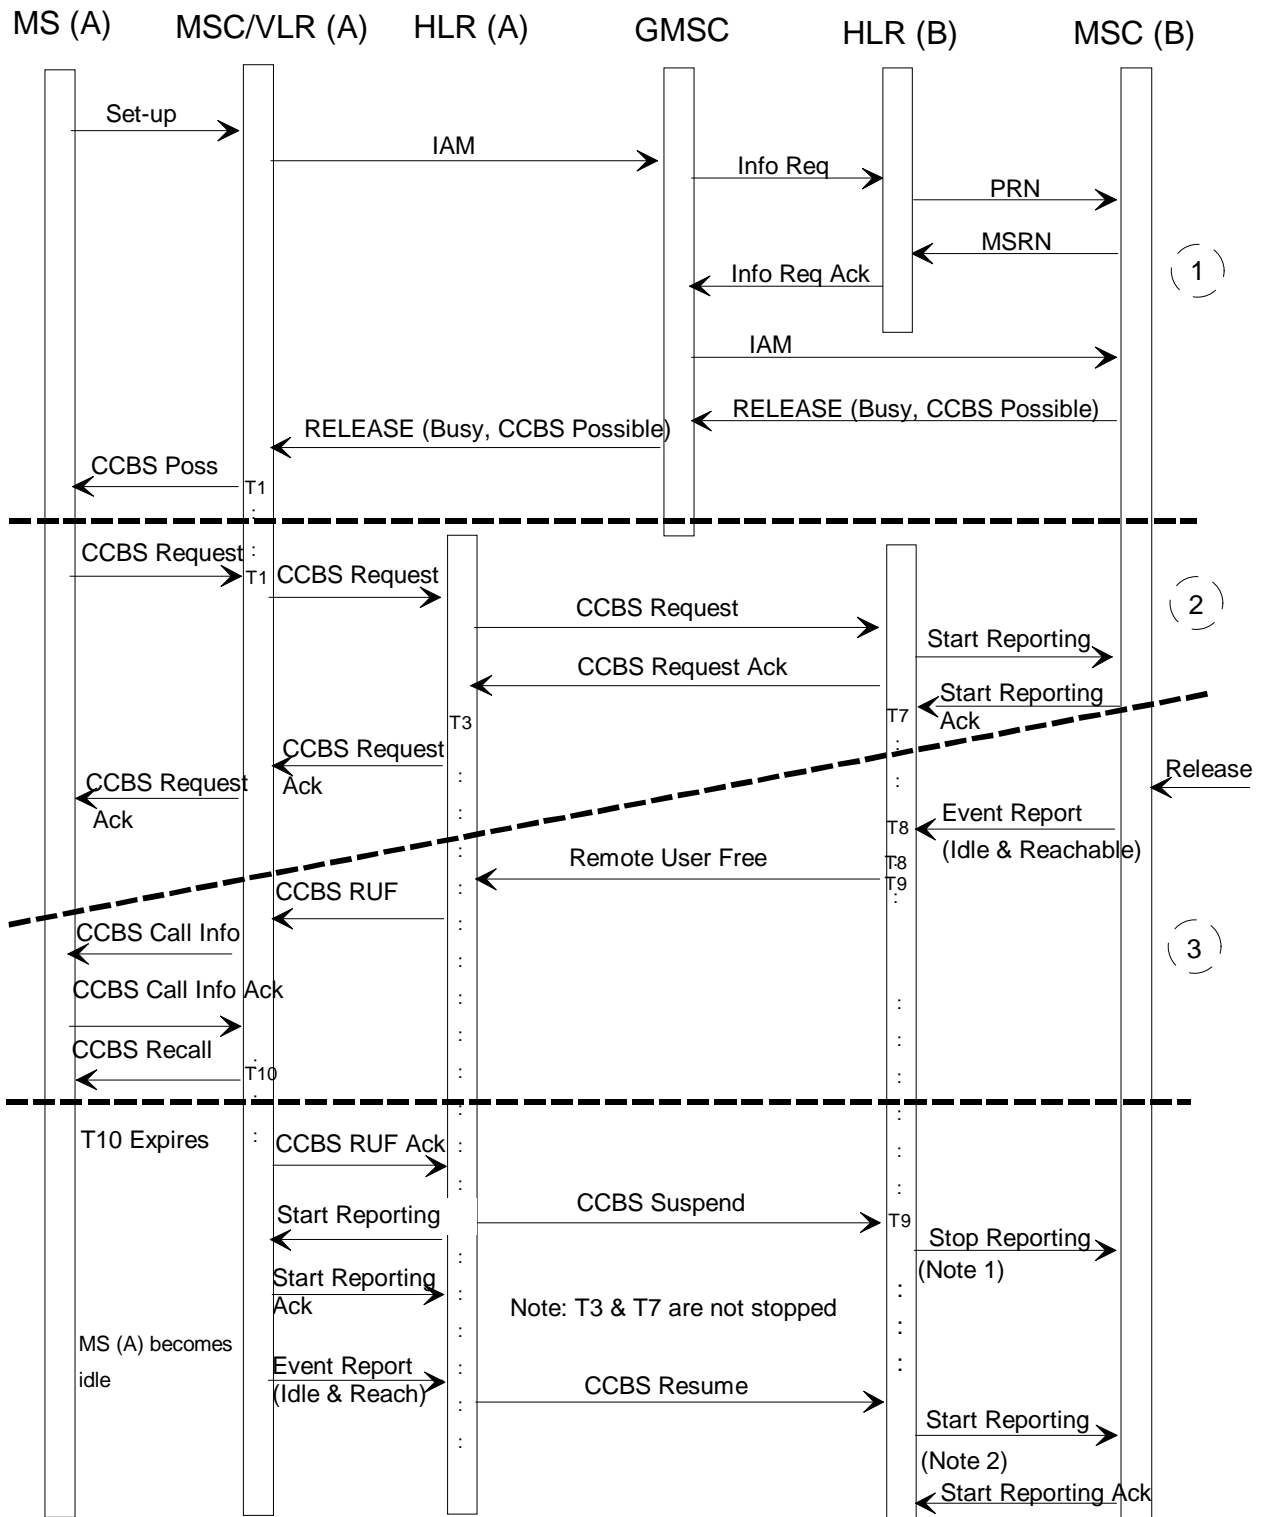 MS (A) MSC/VLR (A) HLR (A) GMSC HLR (B) MSC (B)
Set-up
IAM
Info Req
PRN
MSRN
Info Req Ack
1
IAM
RELEASE (Busy, CCBS Possible)
RELEASE (Busy, CCBS Possible)
CCBS Poss
T1
CCBS Request
T1
CCBS Request
CCBS Request
2
Start Reporting
CCBS Request Ack
Start Reporting
Ack
T7
T3
CCBS Request
Ack
CCBS Request
Ack
Release
Event Report
(Idle & Reachable)
T8
Remote User Free
T8
T9
CCBS RUF
CCBS Call Info
3
CCBS Call Info Ack
CCBS Recall
T10
T10 Expires
CCBS RUF Ack
CCBS Suspend
Start Reporting
T9
Stop Reporting
(Note 1)
Start Reporting
Ack
Note: T3 & T7 are not stopped
MS (A) becomes
idle
Event Report
(Idle & Reach)
CCBS Resume
Start Reporting
(Note 2)
Start Reporting Ack